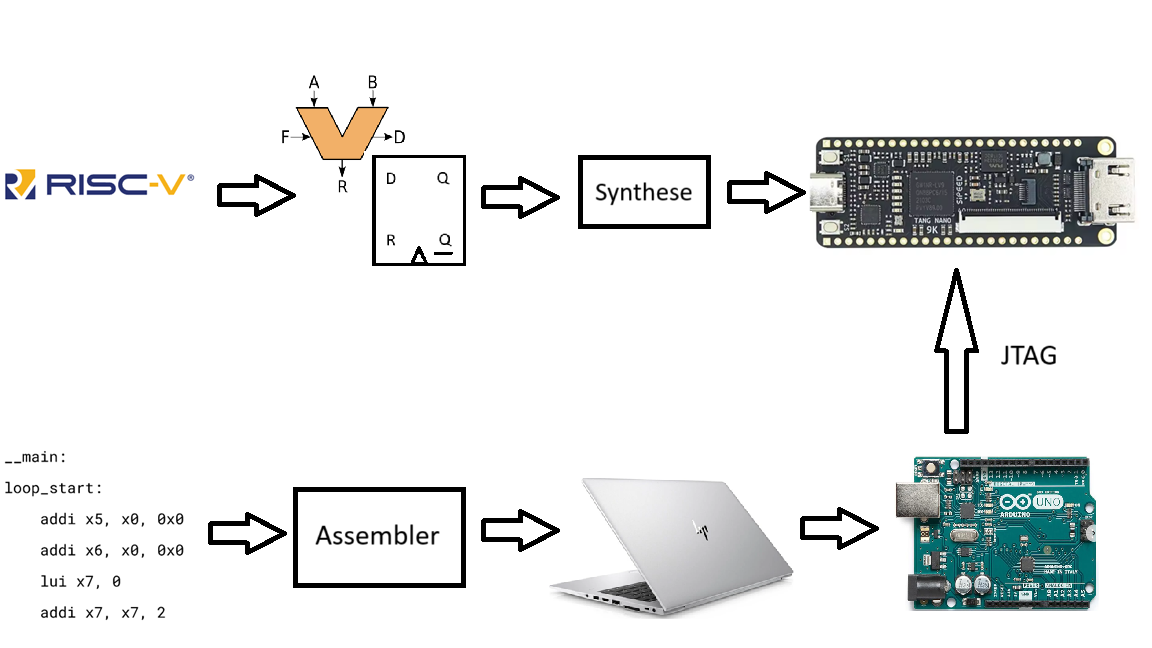 A B
F D
R
RISC-V®
D Q
R Q
Synthese
SIPEED
TANG NANO
9K
JTAG
__main:
loop_start:
addi x5, x0, 0x0
addi x6, x0, 0x0
lui x7, 0
addi x7, x7, 2
Assembler
hp
UNO
ARDUINO